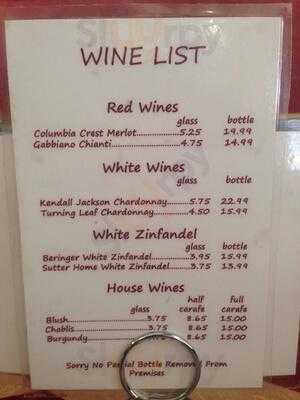 WINE LIST
Red Wines
glass bottle
Columbia Crest Merlot....................5.25 19.99
Gabbiano Chianti....................4.75 14.99
White Wines
glass bottle
Kendall Jackson Chardonnay..........5.75 22.99
Turning Leaf Chardonnay..........4.50 15.99
White Zinfandel
glass bottle
Beringer White Zinfandel..........3.95 15.99
Sutter Home White Zinfandel.....3.75 13.99
House Wines
half full
glass carafe carafe
Blush....................3.75 8.65 15.00
Chablis....................3.75 8.65 15.00
Burgundy.................... 8.65 15.00
Sorry No Partial Bottle Removal From
Premises